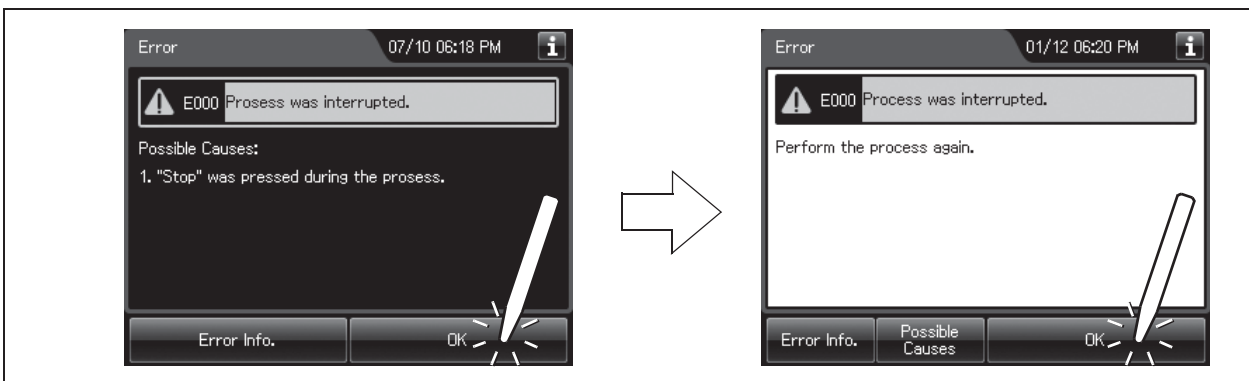 Error
07/10 06:18 PM
E000 Prosess was interrupted.
Possible Causes:
1. "Stop" was pressed during the prosess.
Error Info.
OK
Error
01/12 06:20 PM
E000 Process was interrupted.
Perform the process again.
Error Info.
Possible
Causes
OK